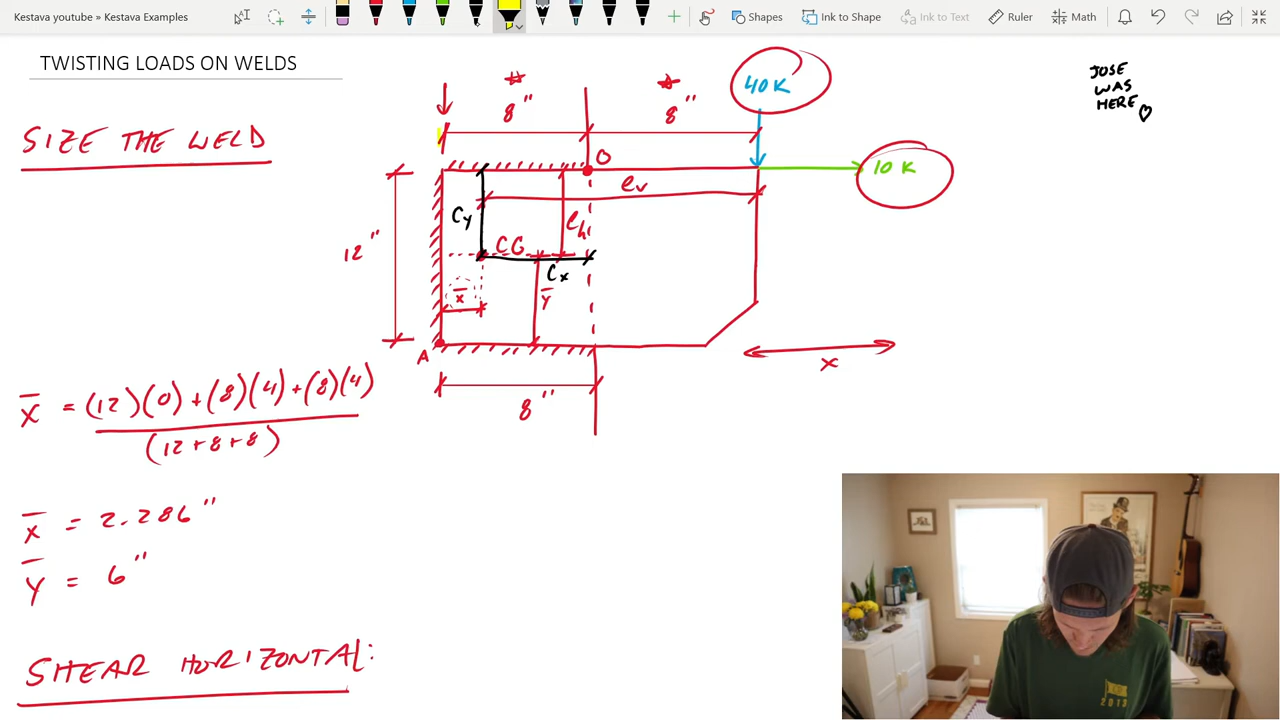 Kestava youtube » Kestava Examples
Shapes
Ink to Shape
Ink to Text
Ruler
Math
TWISTING LOADS ON WELDS
SIZE THE WELD
8"
8"
40K
JOSE
WAS
HERE
O
10 K
ev
Cy
eh
12"
CG
Cx
x̄
ȳ
A
x
8"
x̄ = (12)(0)+(8)(4)+(8)(4)
(12+8+8)
x̄ = 2.286"
ȳ = 6"
SHEAR HORIZONTAL:
2013